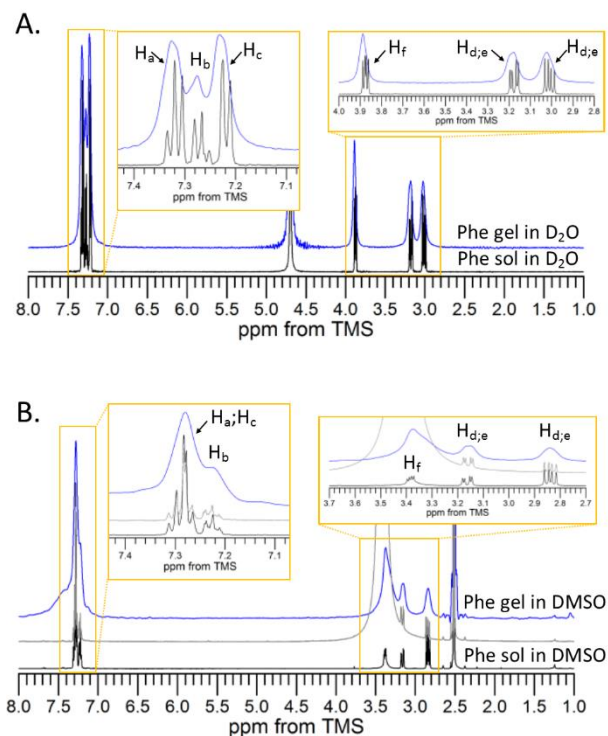 A.
Ha
Hb
Hc
7.4 7.3 7.2 7.1
ppm from TMS
Hf
Hd;e
Hd;e
4.0 3.9 3.8 3.7 3.6 3.5 3.4 3.3 3.2 3.1 3.0 2.9 2.8
ppm from TMS
Phe gel in D2O
Phe sol in D2O
8.0 7.5 7.0 6.5 6.0 5.5 5.0 4.5 4.0 3.5 3.0 2.5 2.0 1.5 1.0
ppm from TMS
B.
Ha;Hc
Hb
7.4 7.3 7.2 7.1
ppm from TMS
Hf
Hd;e
Hd;e
3.7 3.6 3.5 3.4 3.3 3.2 3.1 3.0 2.9 2.8 2.7
ppm from TMS
Phe gel in DMSO
Phe sol in DMSO
8.0 7.5 7.0 6.5 6.0 5.5 5.0 4.5 4.0 3.5 3.0 2.5 2.0 1.5 1.0
ppm from TMS